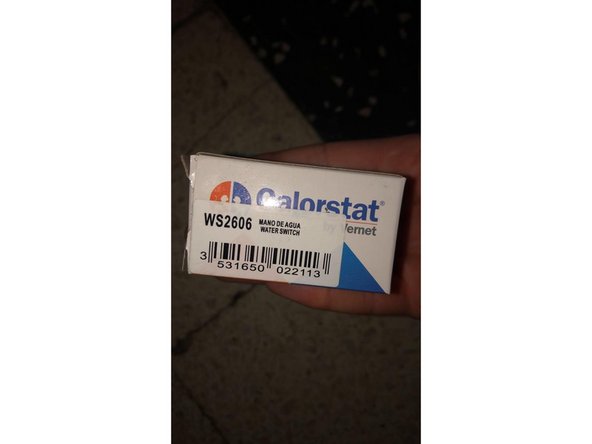 Calorstat®
by Vernet
WS2606
MANO DE AGUA
WATER SWITCH
3 531650 022113